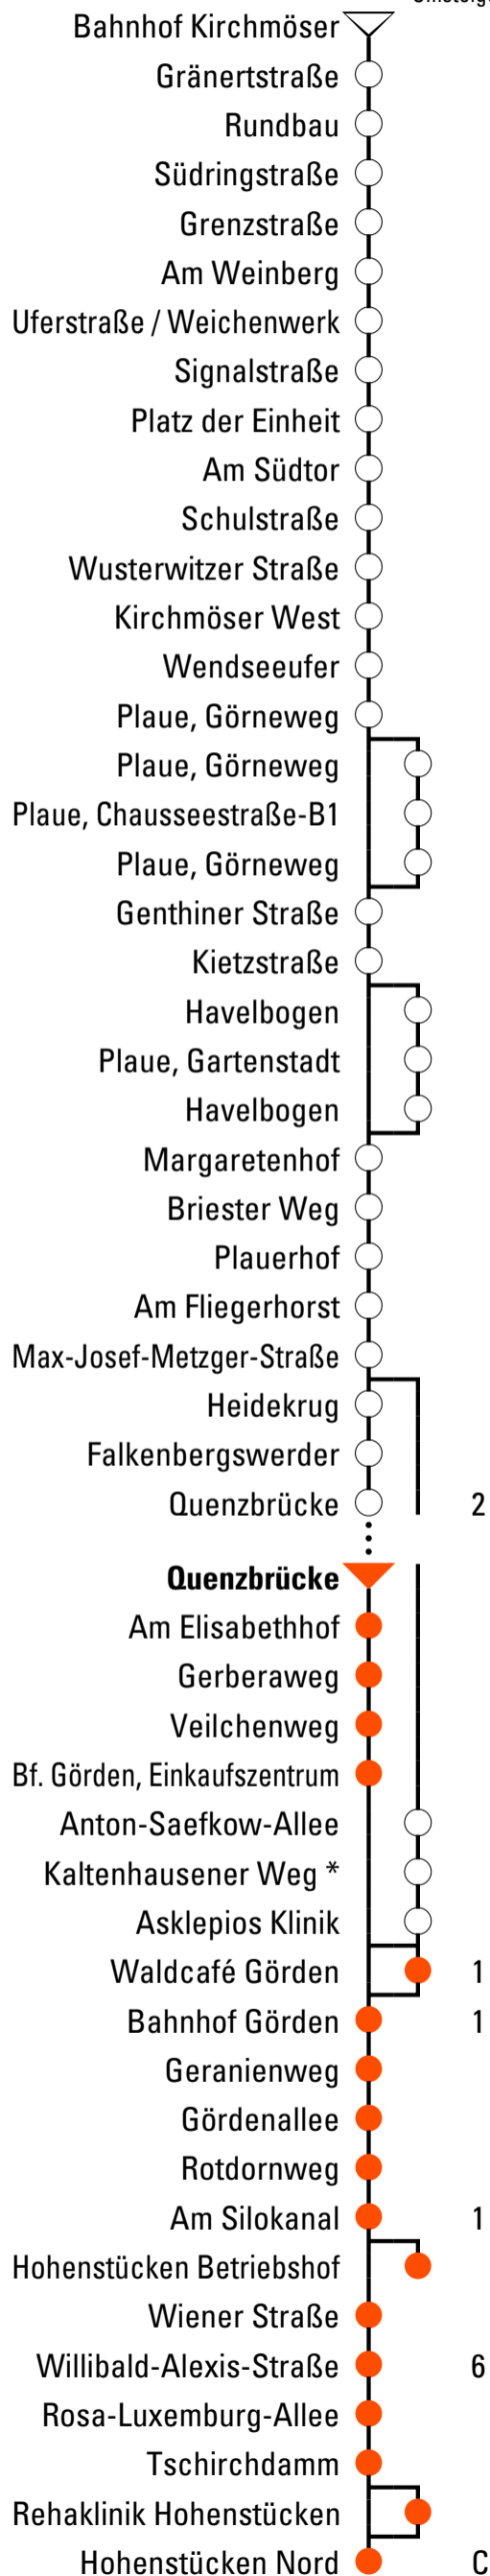 Bahnhof Kirchmöser
Gränertstraße
Rundbau
Südringstraße
Grenzstraße
Am Weinberg
Uferstraße / Weichenwerk
Signalstraße
Platz der Einheit
Am Südtor
Schulstraße
Wusterwitzer Straße
Kirchmöser West
Wendseeufer
Plaue, Görneweg
Plaue, Görneweg
Plaue, Chausseestraße-B1
Plaue, Görneweg
Genthiner Straße
Kietzstraße
Havelbogen
Plaue, Gartenstadt
Havelbogen
Margaretenhof
Briester Weg
Plauerhof
Am Fliegerhorst
Max-Josef-Metzger-Straße
Heidekrug
Falkenbergswerder
Quenzbrücke 2
Quenzbrücke
Am Elisabethhof
Gerberaweg
Veilchenweg
Bf. Görden, Einkaufszentrum
Anton-Saefkow-Allee
Kaltenhausener Weg *
Asklepios Klinik
Waldcafé Görden 1
Bahnhof Görden 1
Geranienweg
Gördenallee
Rotdornweg
Am Silokanal 1
Hohenstücken Betriebshof
Wiener Straße
Willibald-Alexis-Straße 6
Rosa-Luxemburg-Allee
Tschirchdamm
Rehaklinik Hohenstücken
Hohenstücken Nord C